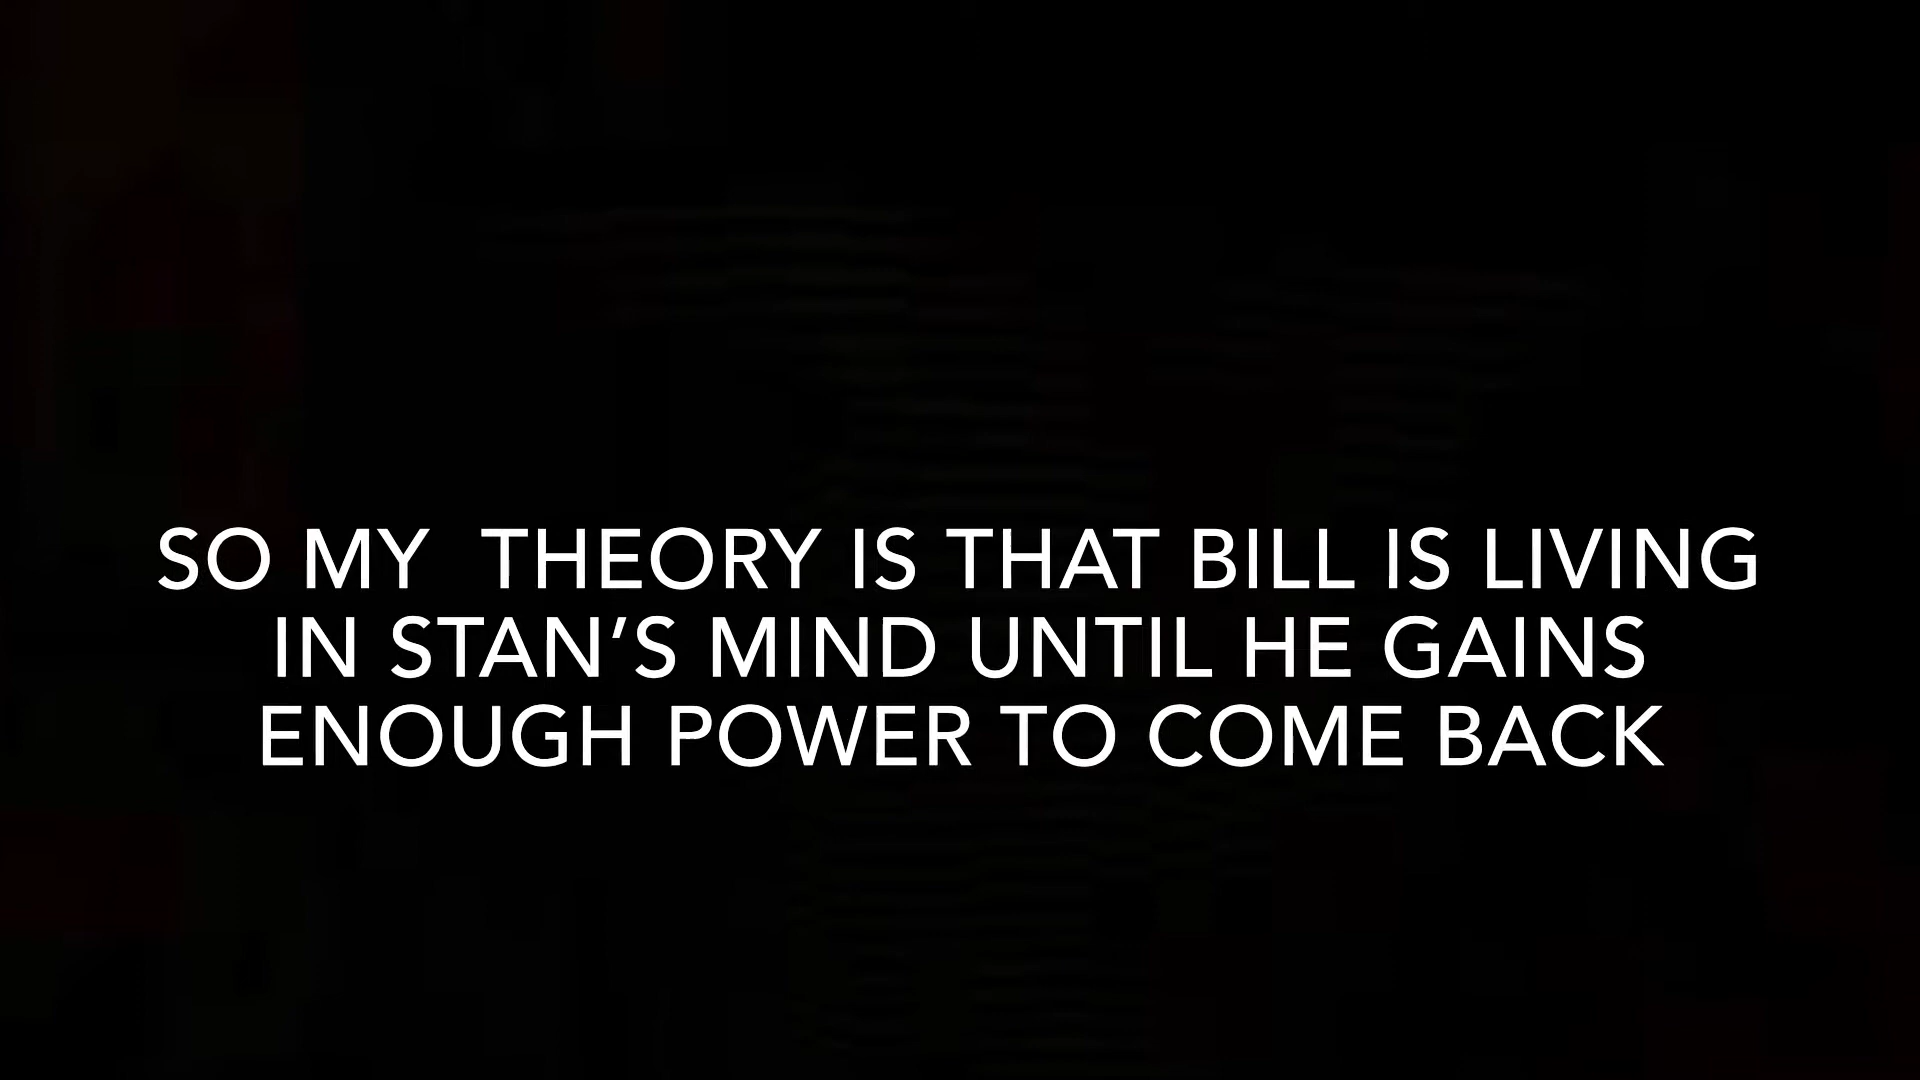 SO MY  THEORY IS THAT BILL IS LIVING
IN STAN’S MIND UNTIL HE GAINS
ENOUGH POWER TO COME BACK